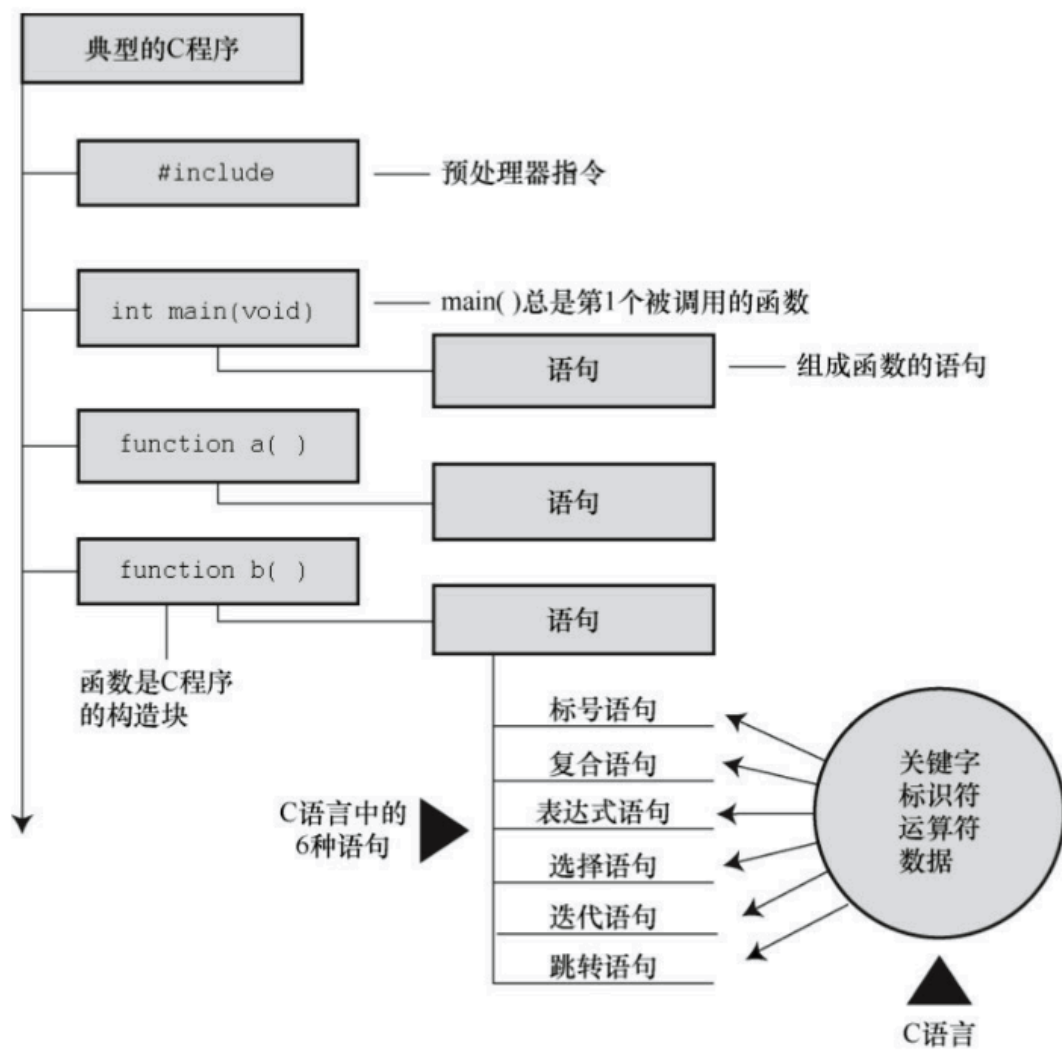 典型的C程序
#include
预处理器指令
int main(void)
main( )总是第1个被调用的函数
语句
组成函数的语句
function a( )
语句
function b( )
语句
函数是C程序
的构造块
C语言中的
6种语句
标号语句
复合语句
表达式语句
选择语句
迭代语句
跳转语句
关键字
标识符
运算符
数据
C语言